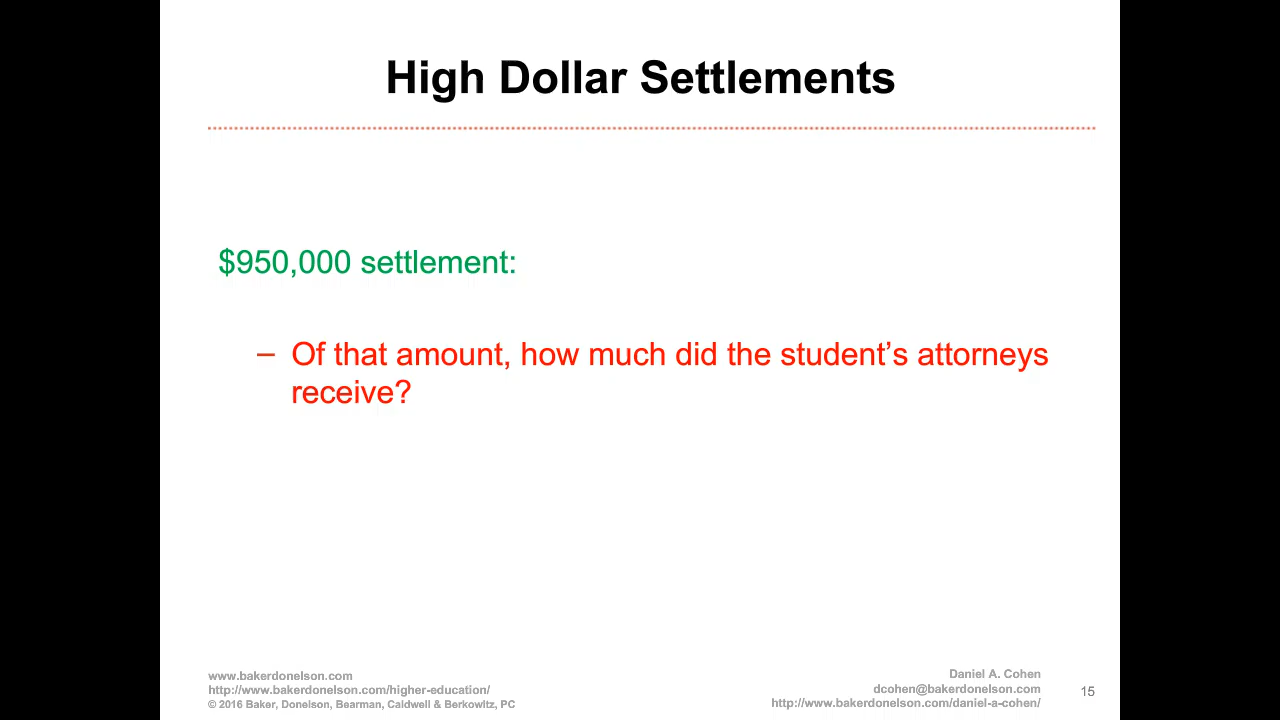 High Dollar Settlements
$950,000 settlement:
– Of that amount, how much did the student’s attorneys
receive?
www.bakerdonelson.com
http://www.bakerdonelson.com/higher-education/
© 2016 Baker, Donelson, Bearman, Caldwell & Berkowitz, PC
Daniel A. Cohen
dcohen@bakerdonelson.com
http://www.bakerdonelson.com/daniel-a-cohen/
15